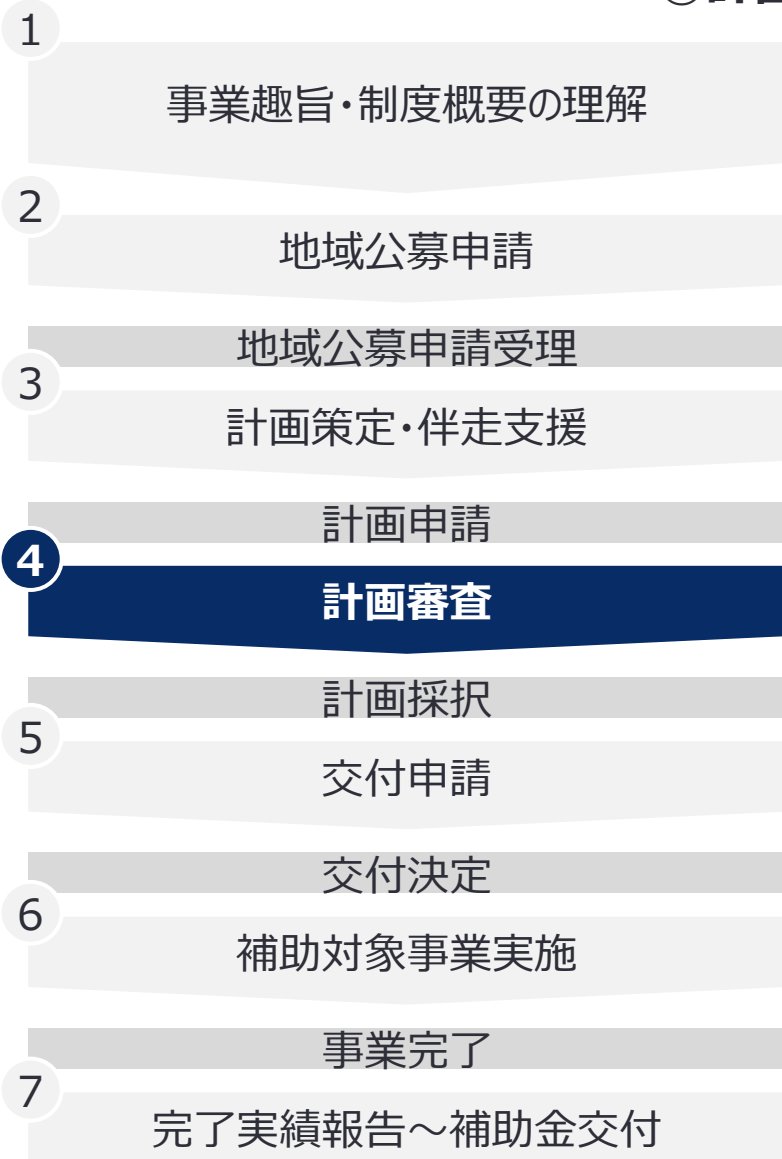 1
事業趣旨・制度概要の理解
2
地域公募申請
地域公募申請受理
3
計画策定・伴走支援
計画申請
4
計画審査
計画採択
5
交付申請
交付決定
6
補助対象事業実施
事業完了
7
完了実績報告～補助金交付